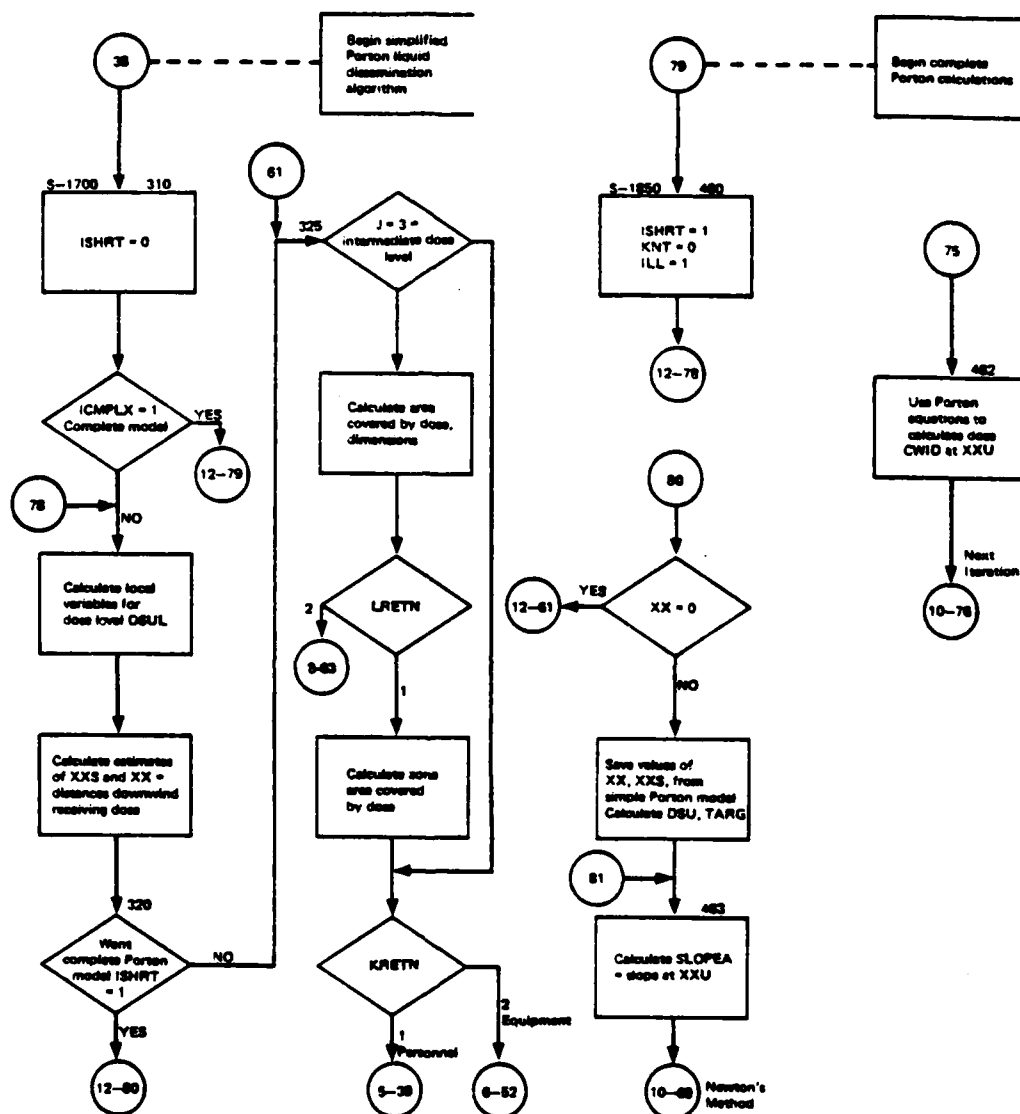 38
Begin simplified
Porton liquid
dissemination
algorithm
S-1700 310
ISHRT = 0
ICMPLX = 1
Complete model
YES
12-79
78
NO
Calculate local
variables for
dose level DSUL
Calculate estimates
of XXS and XX =
distances downwind
receiving dose
320
Want
complete Porton
model ISHRT
= 1
NO
YES
12-80
61
325
J = 3 =
intermediate dose
level
Calculate area
covered by dose,
dimensions
LRETN
2
1
Calculate zone
area covered
by dose
KRETN
2
Equipment
1
Personnel
5-39
6-52
79
Begin complete
Porton calculations
S-1950 460
ISHRT = 1
KNT = 0
ILL = 1
12-78
80
XX = 0
YES
12-61
NO
Save values of
XX, XXS, from
simple Porton model
Calculate DSU, TARG
81
463
Calculate SLOPEA
= slope at XXU
Newton's
Method
75
462
Use Porton
equations to
calculate dose
CWID at XXU
Next
Iteration
10-76